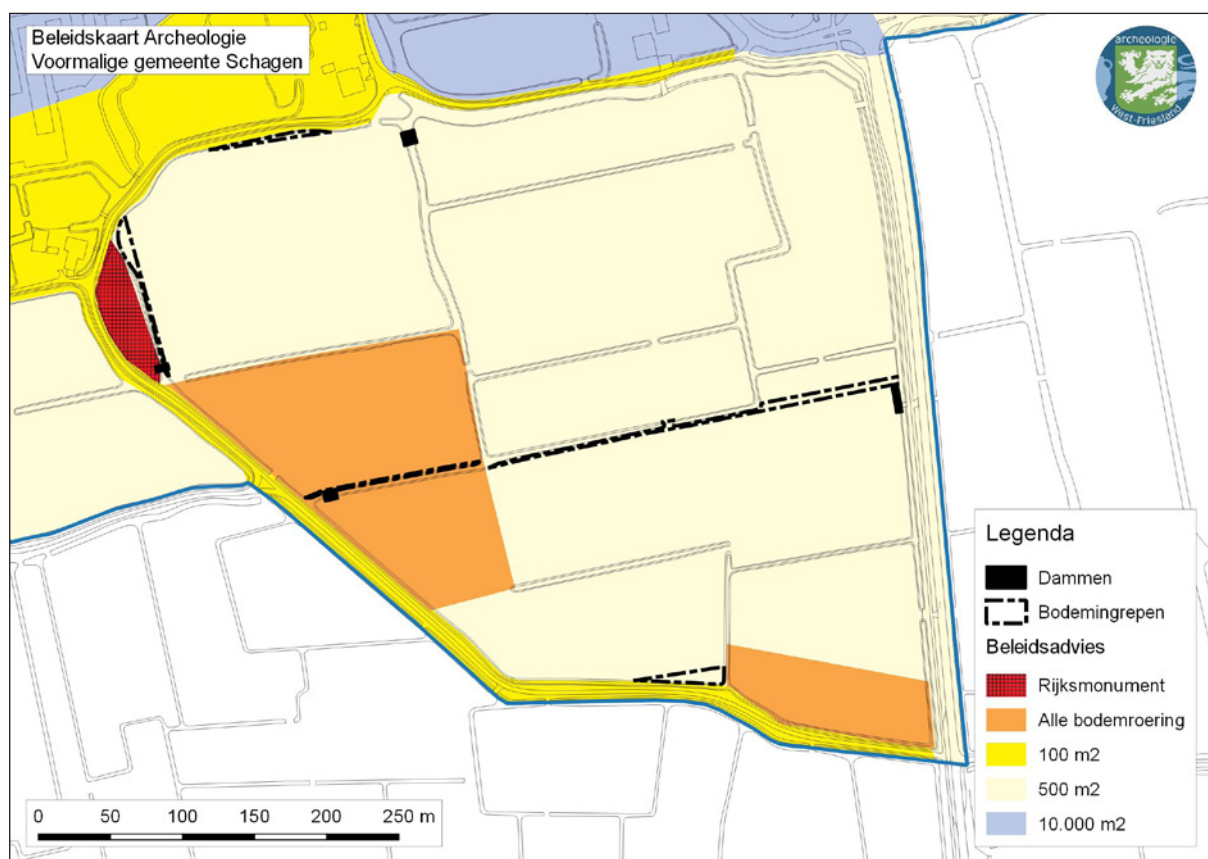 Beleidskaart Archeologie
Voormalige gemeente Schagen
archeologie
West-Friesland
Legenda
Dammen
Bodemingrepen
Beleidsadvies
Rijksmonument
Alle bodemroering
100 m2
500 m2
10.000 m2
0 50 100 150 200 250 m